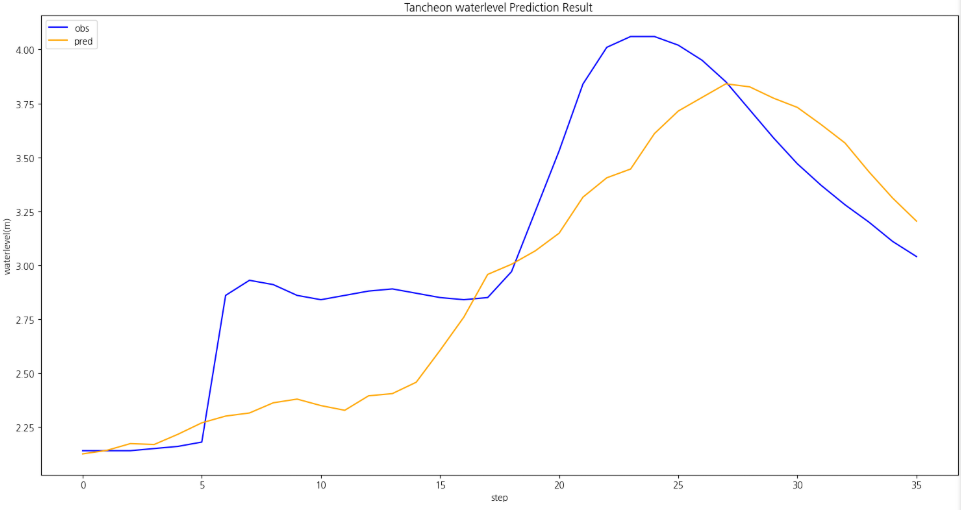 Tancheon waterlevel Prediction Result
obs
pred
4.00
3.75
3.50
3.25
3.00
2.75
2.50
2.25
waterlevel(m)
0 5 10 15 20 25 30 35
step